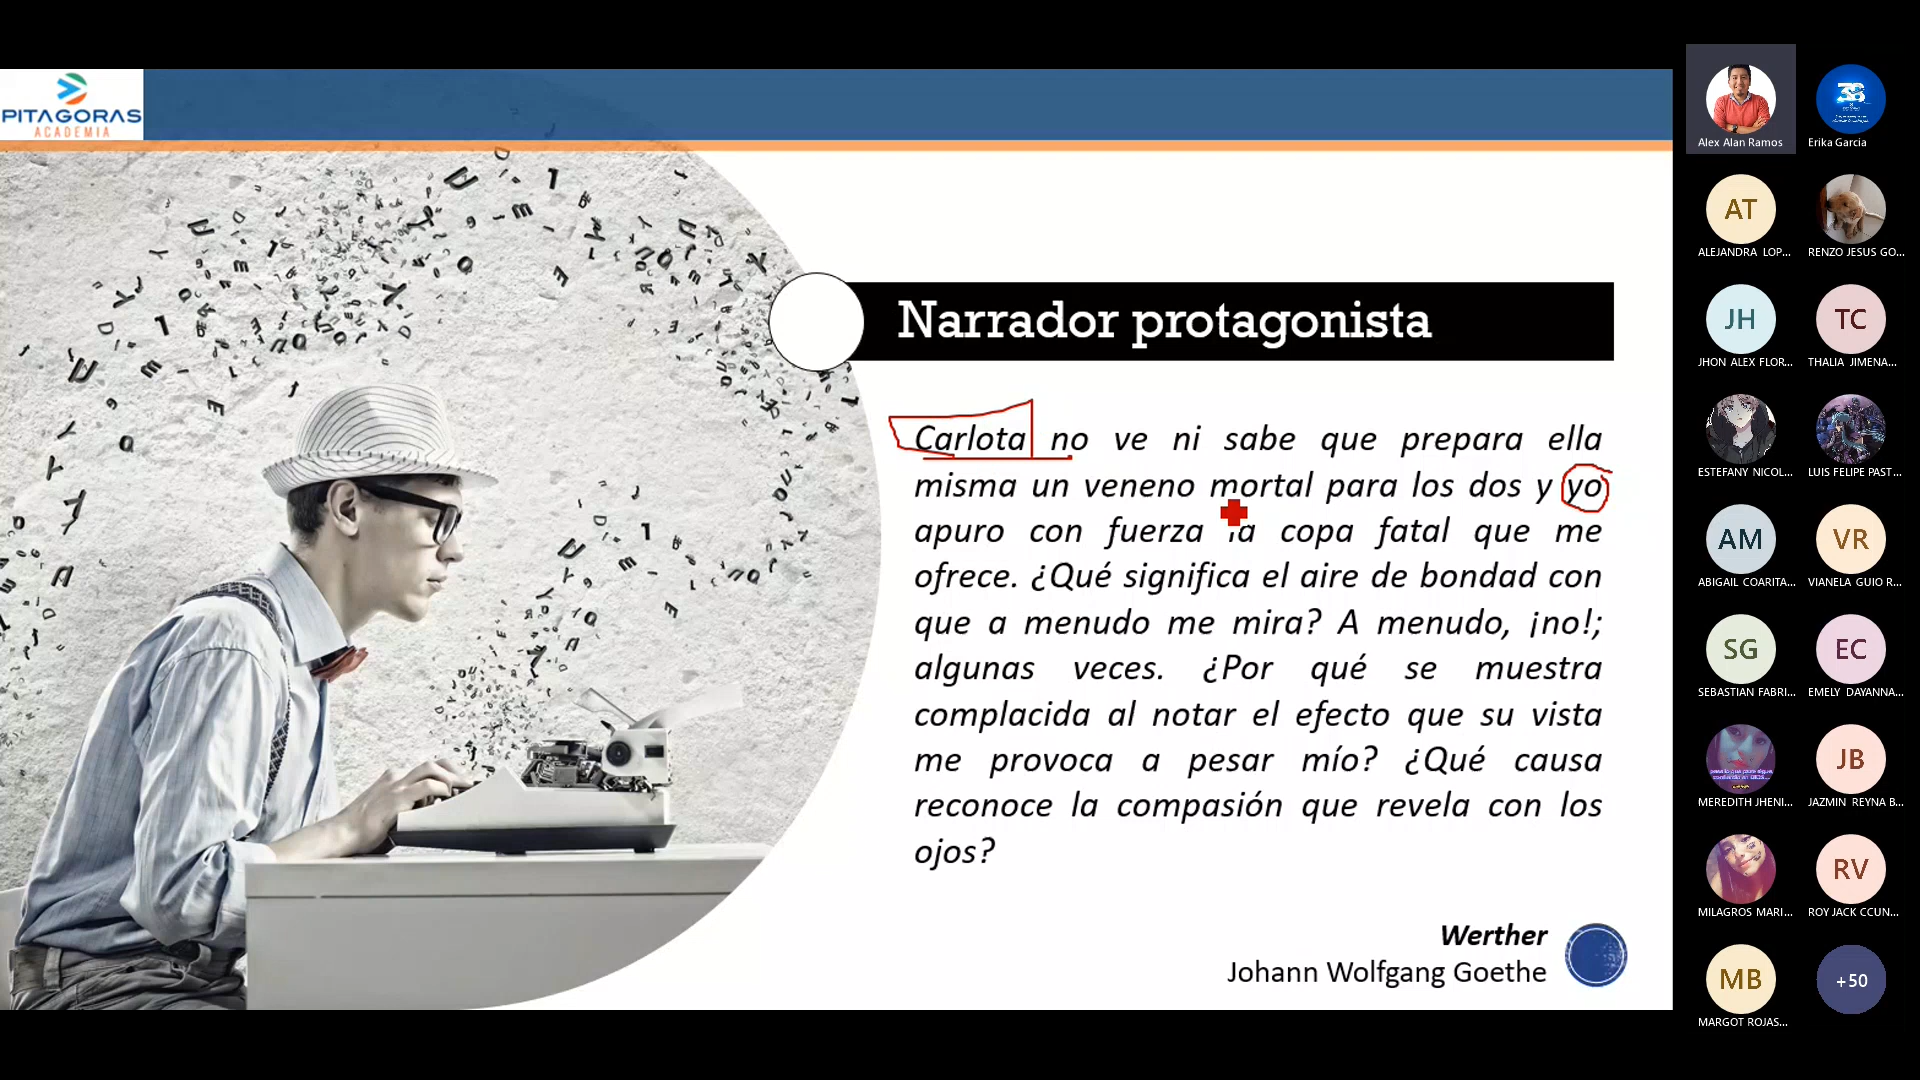 PITAGORAS
ACADEMIA
Narrador protagonista
Carlota no ve ni sabe que prepara ella
misma un veneno mortal para los dos y yo
apuro con fuerza la copa fatal que me
ofrece. ¿Qué significa el aire de bondad con
que a menudo me mira? A menudo, ¡no!;
algunas veces. ¿Por qué se muestra
complacida al notar el efecto que su vista
me provoca a pesar mío? ¿Qué causa
reconoce la compasión que revela con los
ojos?
Werther
Johann Wolfgang Goethe
Alex Alan Ramos
Erika Garcia
AT
ALEJANDRA LOP...
RENZO JESUS GO...
JH
JHON ALEX FLOR...
TC
THALIA JIMENA...
ESTEFANY NICOL...
LUIS FELIPE PAST...
AM
ABIGAIL COARITA...
VR
VIANELA GUIO R...
SG
SEBASTIAN FABRI...
EC
EMELY DAYANNA...
MEREDITH JHENI...
JB
JAZMIN REYNA B...
MILAGROS MARI...
RV
ROY JACK CCUN...
MB
MARGOT ROJAS...
+50